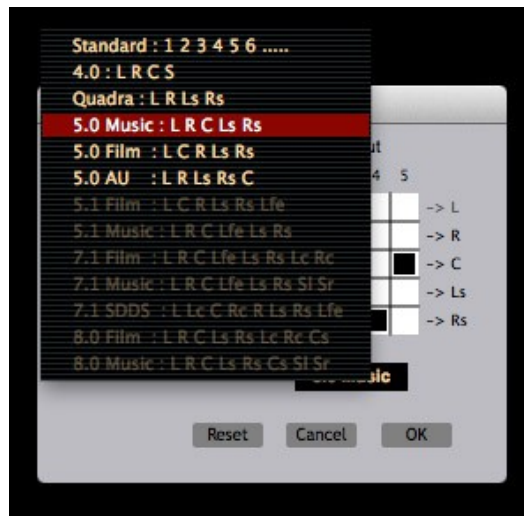 Standard : 1 2 3 4 5 6 .....
4.0 : L R C S
Quadra : L R Ls Rs
5.0 Music : L R C Ls Rs
5.0 Film : L C R Ls Rs
5.0 AU : L R Ls Rs C
5.1 Film : L C R Ls Rs Lfe
5.1 Music : L R C Lfe Ls Rs
7.1 Film : L R C Lfe Ls Rs Lc Rc
7.1 Music : L R C Lfe Ls Rs Sl Sr
7.1 SDDS : L Lc C Rc R Ls Rs Lfe
8.0 Film : L C R Ls Rs Lc Rc Cs
8.0 Music : L R C Ls Rs Cs Sl Sr
4 5
-> L
-> R
-> C
-> Ls
-> Rs
Reset Cancel OK